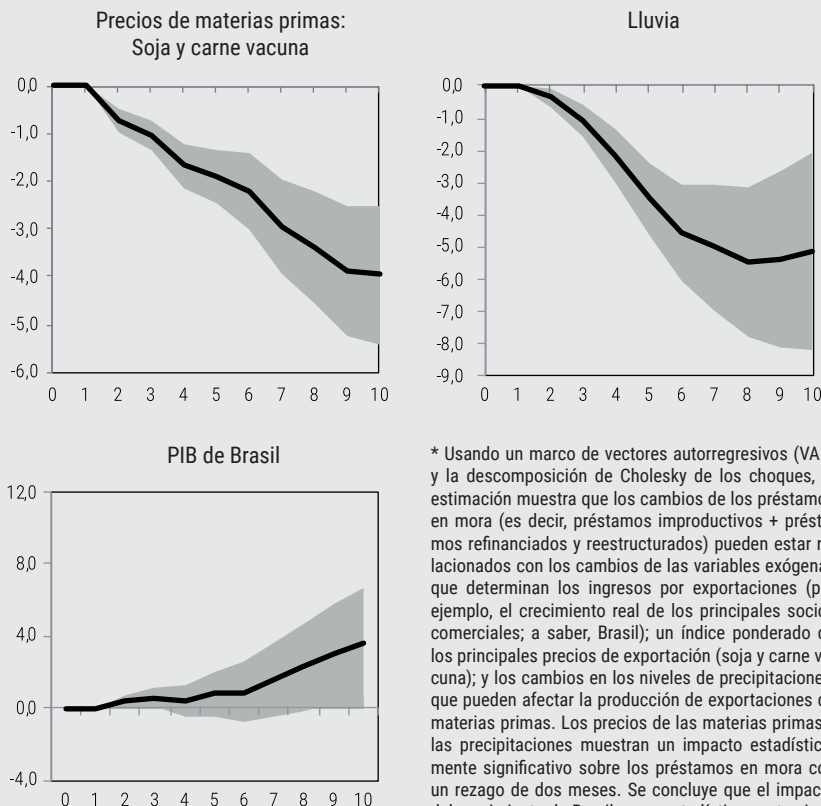 Precios de materias primas:
Soja y carne vacuna
0,0
-1,0
-2,0
-3,0
-4,0
-5,0
-6,0
0 1 2 3 4 5 6 7 8 9 10
Lluvia
0,0
-1,0
-2,0
-3,0
-4,0
-5,0
-6,0
-7,0
-8,0
-9,0
0 1 2 3 4 5 6 7 8 9 10
PIB de Brasil
12,0
8,0
4,0
0,0
-4,0
0 1 2 3 4 5 6 7 8 9 10
* Usando un marco de vectores autorregresivos (VA
y la descomposición de Cholesky de los choques,
estimación muestra que los cambios de los préstamo
en mora (es decir, préstamos improductivos + prést
mos refinanciados y reestructurados) pueden estar r
lacionados con los cambios de las variables exógena
que determinan los ingresos por exportaciones (p
ejemplo, el crecimiento real de los principales socio
comerciales; a saber, Brasil); un índice ponderado d
los principales precios de exportación (soja y carne v
cuna); y los cambios en los niveles de precipitacione
que pueden afectar la producción de exportaciones d
materias primas. Los precios de las materias primas
las precipitaciones muestran un impacto estadístic
mente significativo sobre los préstamos en mora co
un rezago de dos meses. Se concluye que el impac